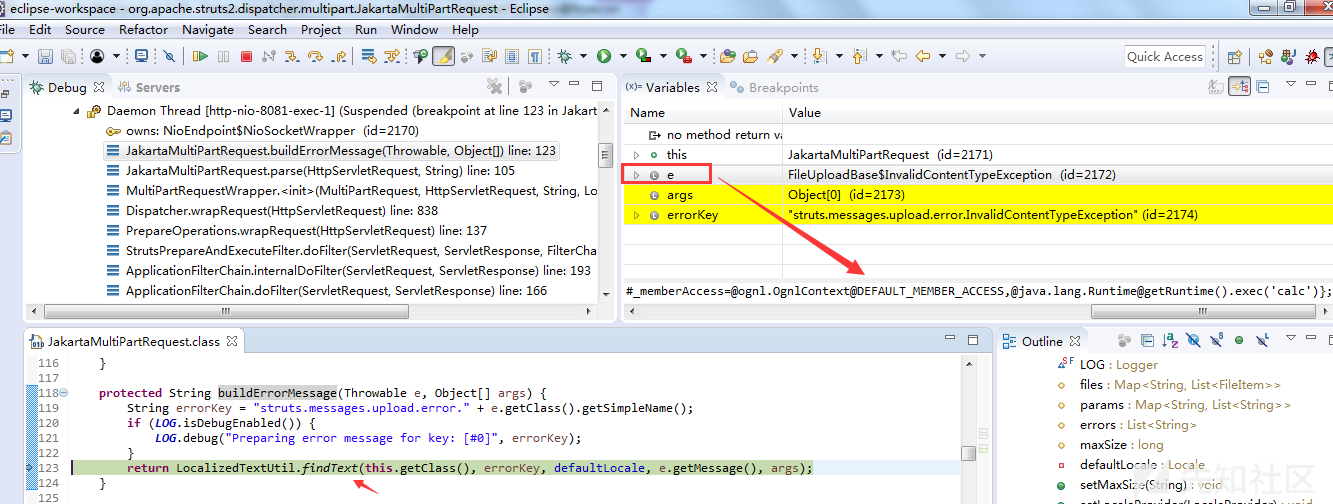 eclipse-workspace - org.apache.struts2.dispatcher.multipart.JakartaMultiPartRequest - Eclipse
File Edit Source Refactor Navigate Search Project Run Window Help
Quick Access
Debug Servers
Daemon Thread [http-nio-8081-exec-1] (Suspended (breakpoint at line 123 in Jakart
owns: NioEndpoint$NioSocketWrapper (id=2170)
JakartaMultiPartRequest.buildErrorMessage(Throwable, Object[]) line: 123
JakartaMultiPartRequest.parse(HttpServletRequest, String) line: 105
MultiPartRequestWrapper.<init>(MultiPartRequest, HttpServletRequest, String, Lo
Dispatcher.wrapRequest(HttpServletRequest) line: 838
PrepareOperations.wrapRequest(HttpServletRequest) line: 137
StrutsPrepareAndExecuteFilter.doFilter(ServletRequest, ServletResponse, FilterChai
ApplicationFilterChain.internalDoFilter(ServletRequest, ServletResponse) line: 193
ApplicationFilterChain.doFilter(ServletRequest, ServletResponse) line: 166
(x)= Variables Breakpoints
Name Value
no method return va
this JakartaMultiPartRequest (id=2171)
e FileUploadBase$InvalidContentTypeException (id=2172)
args Object[0] (id=2173)
errorKey "struts.messages.upload.error.InvalidContentTypeException" (id=2174)
#_memberAccess=@ognl.OgnlContext@DEFAULT_MEMBER_ACCESS,@java.lang.Runtime@getRuntime().exec('calc')};
JakartaMultiPartRequest.class
116 }
117
118 protected String buildErrorMessage(Throwable e, Object[] args) {
119 String errorKey = "struts.messages.upload.error." + e.getClass().getSimpleName();
120 if (LOG.isDebugEnabled()) {
121 LOG.debug("Preparing error message for key: [#0]", errorKey);
122 }
123 return LocalizedTextUtil.findText(this.getClass(), errorKey, defaultLocale, e.getMessage(), args);
124 }
125
Outline
LOG : Logger
files : Map<String, List<FileItem>>
params : Map<String, List<String>>
errors : List<String>
maxSize : long
defaultLocale : Locale
setMaxSize(String) : void
setLocaleProvider(LocaleProvider) : void
先知社区